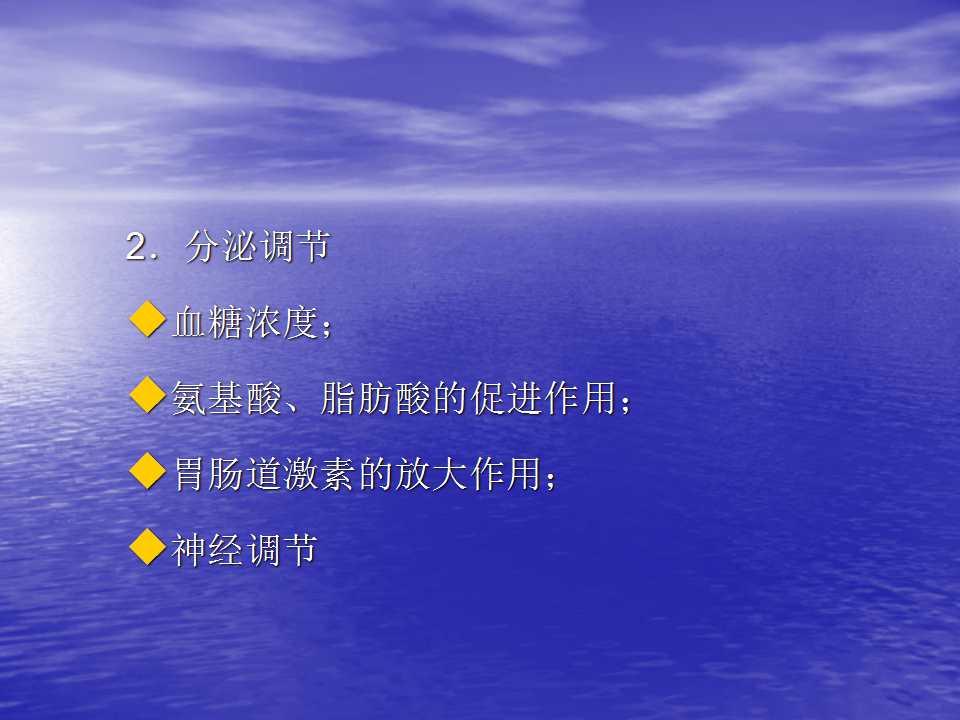 2．分泌调节
◆血糖浓度；
◆氨基酸、脂肪酸的促进作用；
◆胃肠道激素的放大作用；
◆神经调节